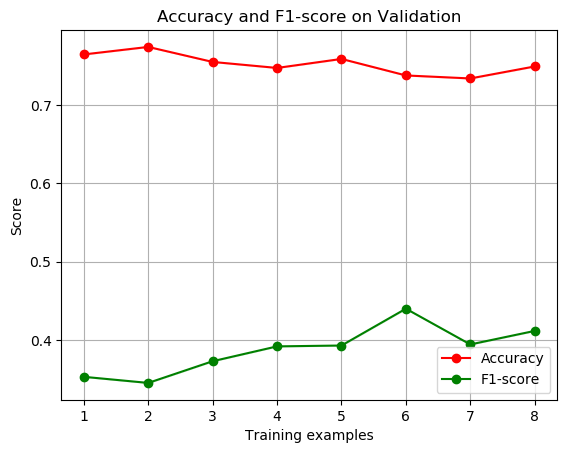 Accuracy and F1-score on Validation
Score
0.7
0.6
0.5
0.4
Accuracy
F1-score
1 2 3 4 5 6 7 8
Training examples